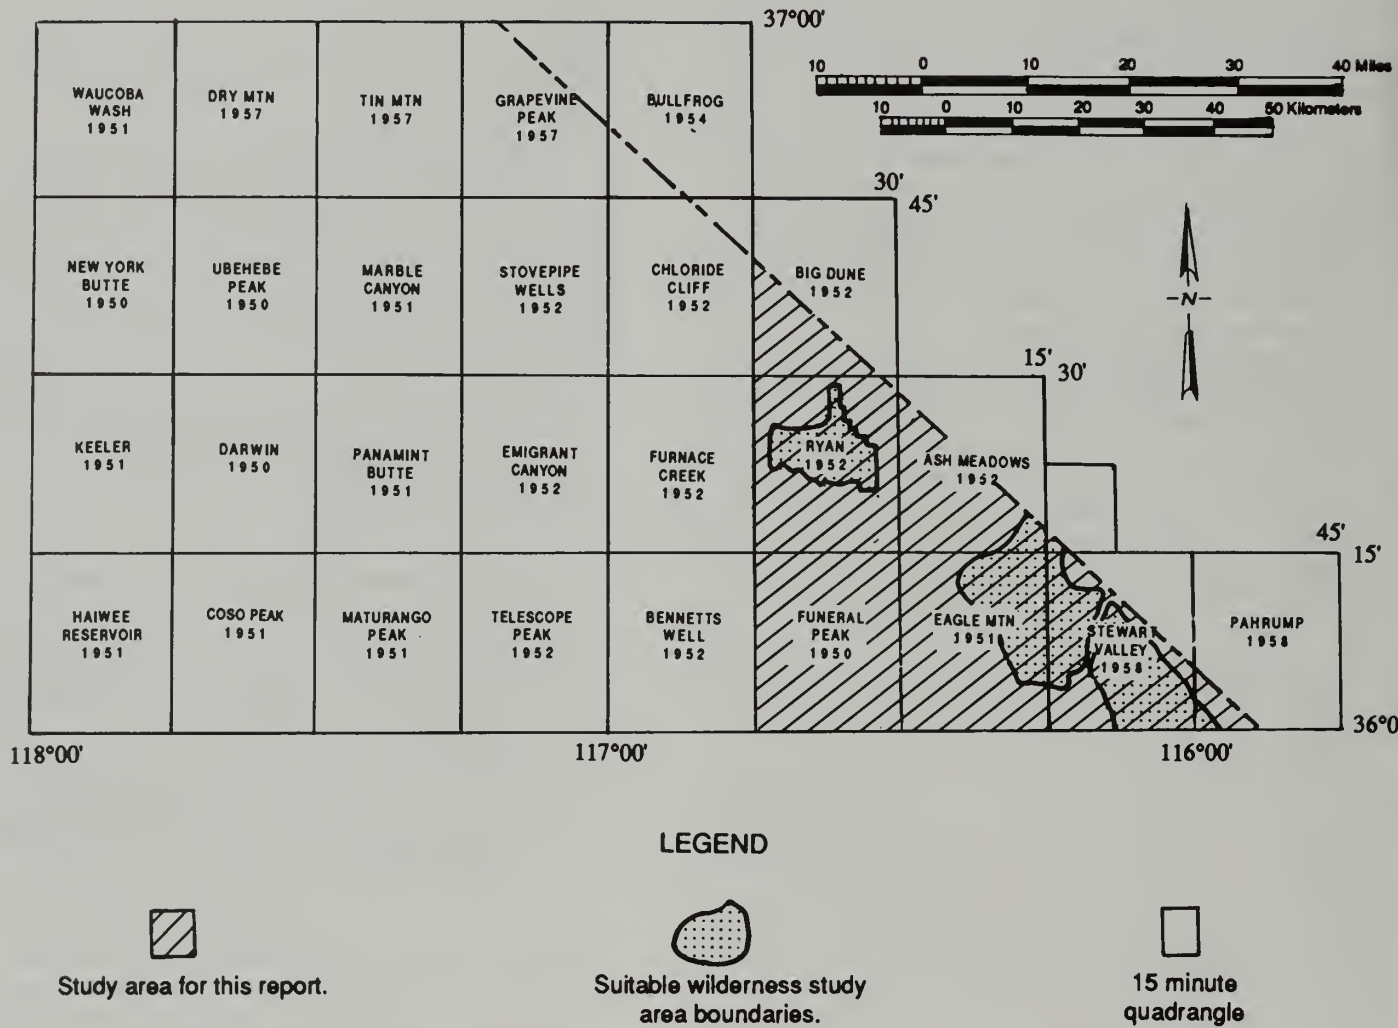 37°00'
10 0 10 20 30 40 Miles
10 0 10 20 30 40 50 Kilometers
WAUCOBA
WASH
1951
DRY MTN
1957
TIN MTN
1957
GRAPEVINE
PEAK
1957
BULLFROG
1954
30'
45'
NEW YORK
BUTTE
1950
UBEHEBE
PEAK
1950
MARBLE
CANYON
1951
STOVEPIPE
WELLS
1952
CHLORIDE
CLIFF
1952
BIG DUNE
1952
-N-
15'
30'
KEELER
1951
DARWIN
1950
PANAMINT
BUTTE
1951
EMIGRANT
CANYON
1952
FURNACE
CREEK
1952
RYAN
1952
ASH MEADOWS
1952
45'
15'
HAIWEE
RESERVOIR
1951
COSO PEAK
1951
MATURANGO
PEAK
1951
TELESCOPE
PEAK
1952
BENNETTS
WELL
1952
FUNERAL
PEAK
1950
EAGLE MTN
1951
STEWART
VALLEY
1958
PAHRUMP
1958
36°0
118°00'
117°00'
116°00'
LEGEND
Study area for this report.
Suitable wilderness study
area boundaries.
15 minute
quadrangle